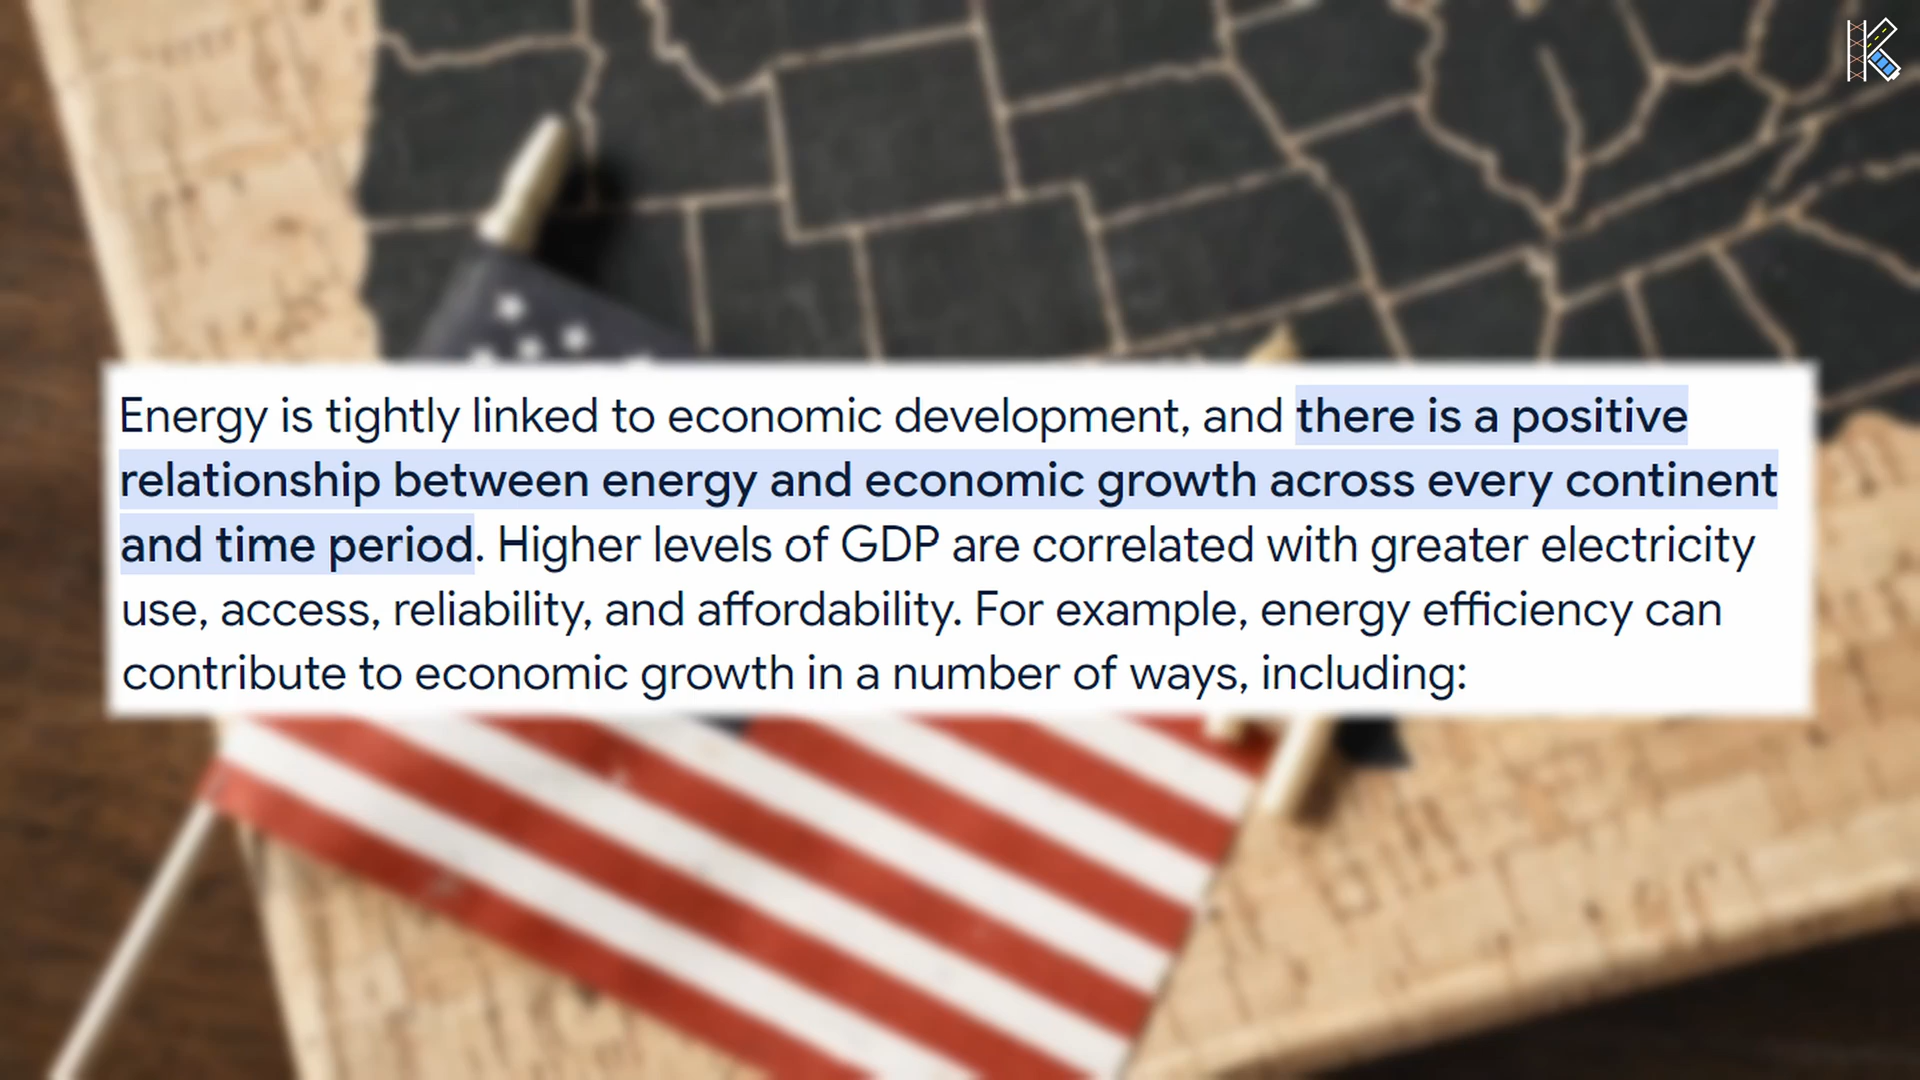 Energy is tightly linked to economic development, and there is a positive
relationship between energy and economic growth across every continent
and time period. Higher levels of GDP are correlated with greater electricity
use, access, reliability, and affordability. For example, energy efficiency can
contribute to economic growth in a number of ways, including: